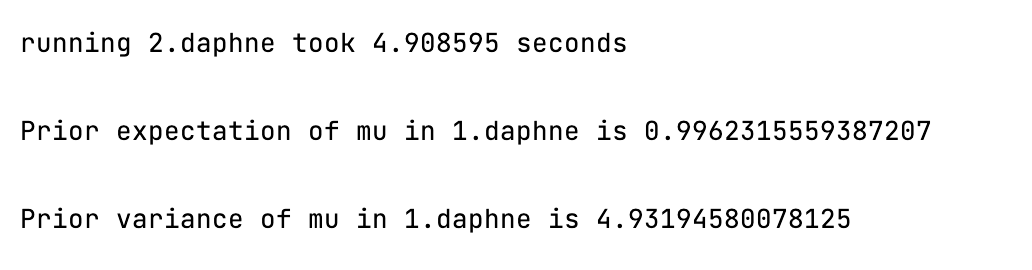 running 2.daphne took 4.908595 seconds
Prior expectation of mu in 1.daphne is 0.9962315559387207
Prior variance of mu in 1.daphne is 4.93194580078125